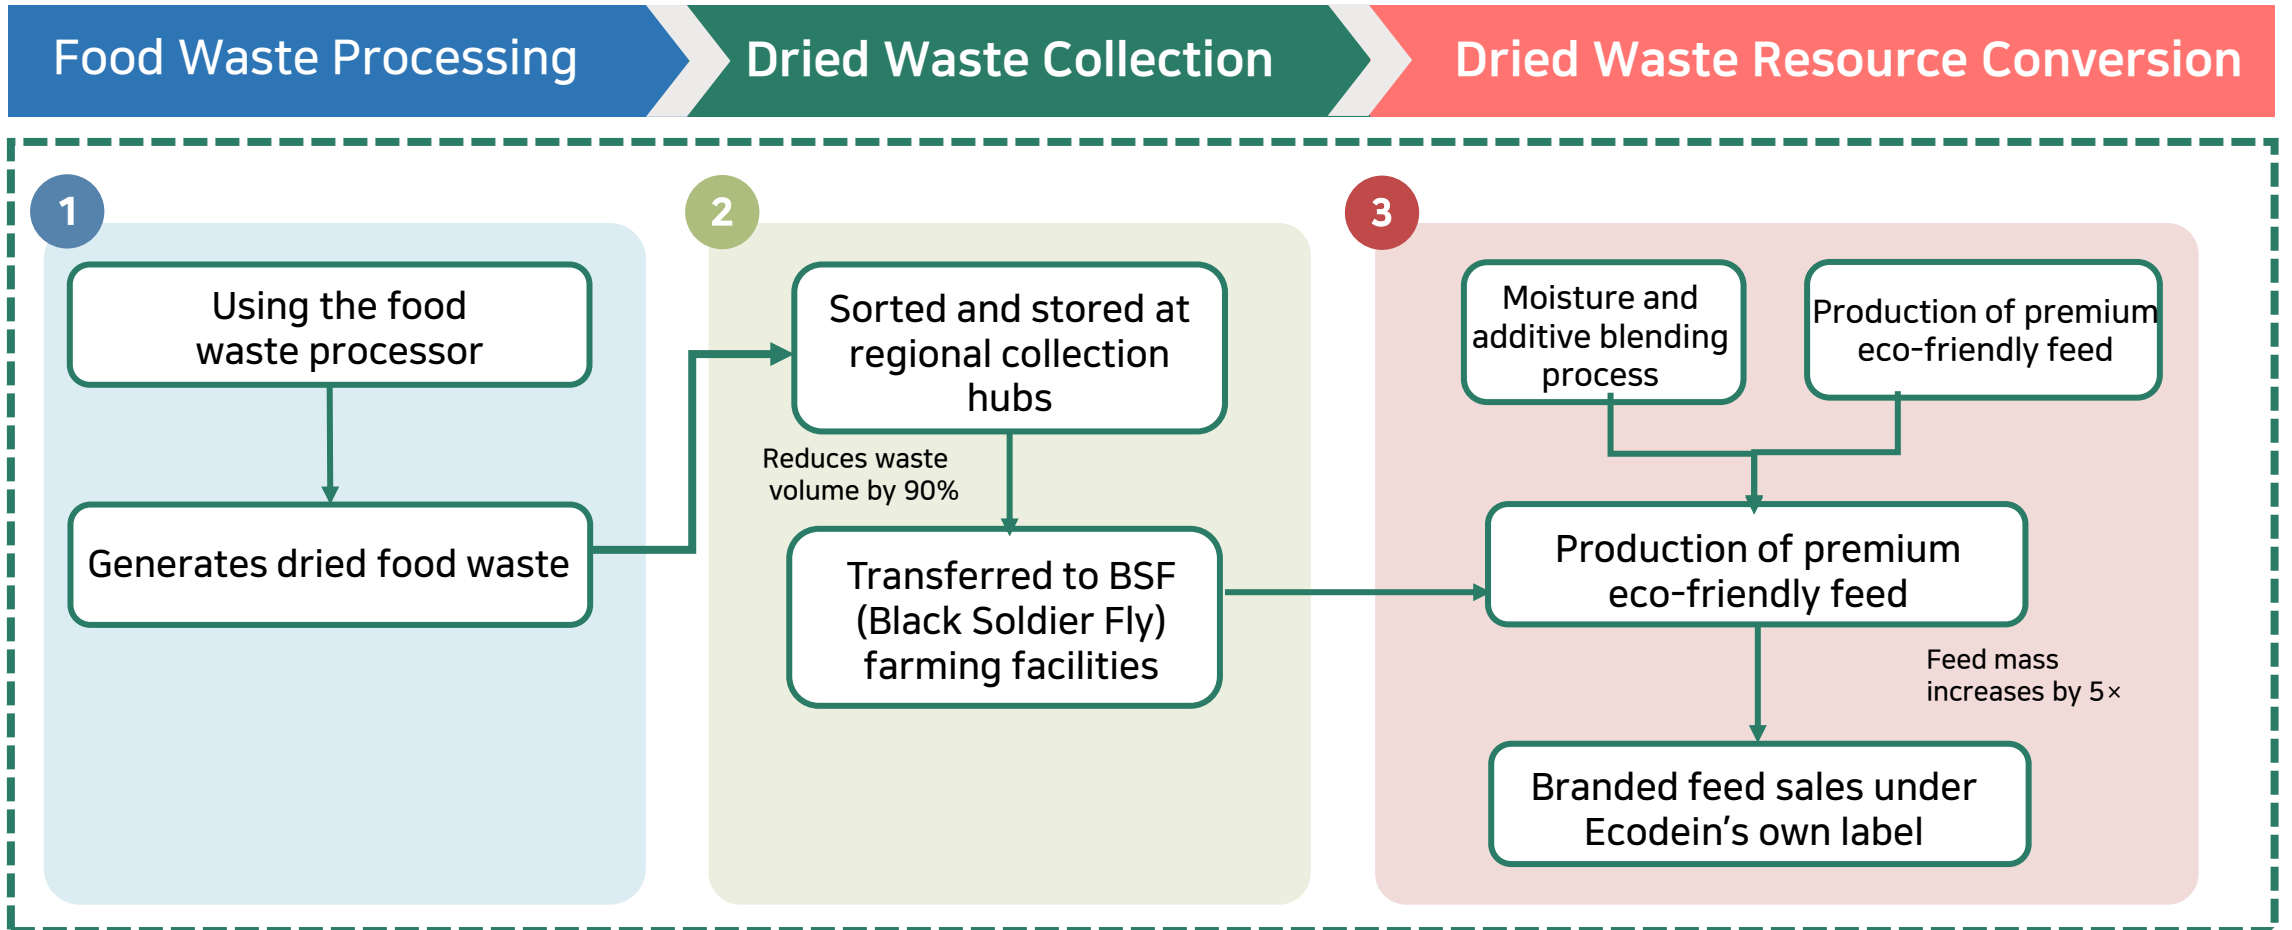 Food Waste Processing
Dried Waste Collection
Dried Waste Resource Conversion
1
Using the food
waste processor
Generates dried food waste
2
Sorted and stored at
regional collection
hubs
Reduces waste
volume by 90%
Transferred to BSF
(Black Soldier Fly)
farming facilities
3
Moisture and
additive blending
process
Production of premium
eco-friendly feed
Production of premium
eco-friendly feed
Feed mass
increases by 5×
Branded feed sales under
Ecodein’s own label